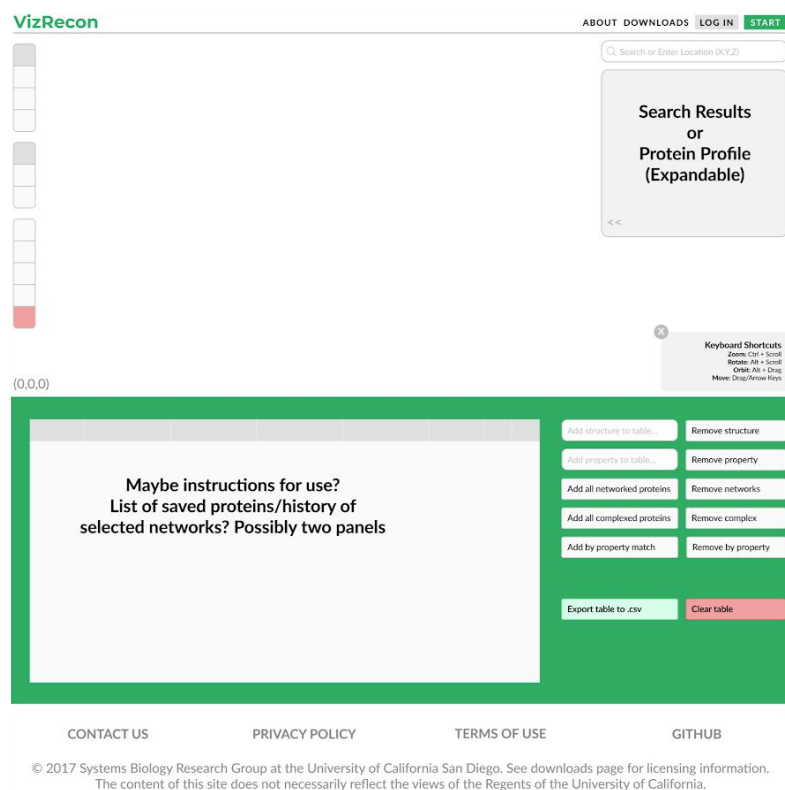 VizRecon
ABOUT DOWNLOADS LOG IN START
Search or Enter Location (X,Y,Z)
Search Results
or
Protein Profile
(Expandable)
<<
X
Keyboard Shortcuts
Zoom: Ctrl + Scroll
Rotate: Alt + Scroll
Orbit: Alt + Drag
Move: Drag/Arrow Keys
(0,0,0)
Maybe instructions for use?
List of saved proteins/history of
selected networks? Possibly two panels
Add structure to table... Remove structure
Add property to table... Remove property
Add all networked proteins Remove networks
Add all complexed proteins Remove complex
Add by property match Remove by property
Export table to .csv Clear table
CONTACT US PRIVACY POLICY TERMS OF USE GITHUB
© 2017 Systems Biology Research Group at the University of California San Diego. See downloads page for licensing information.
The content of this site does not necessarily reflect the views of the Regents of the University of California.